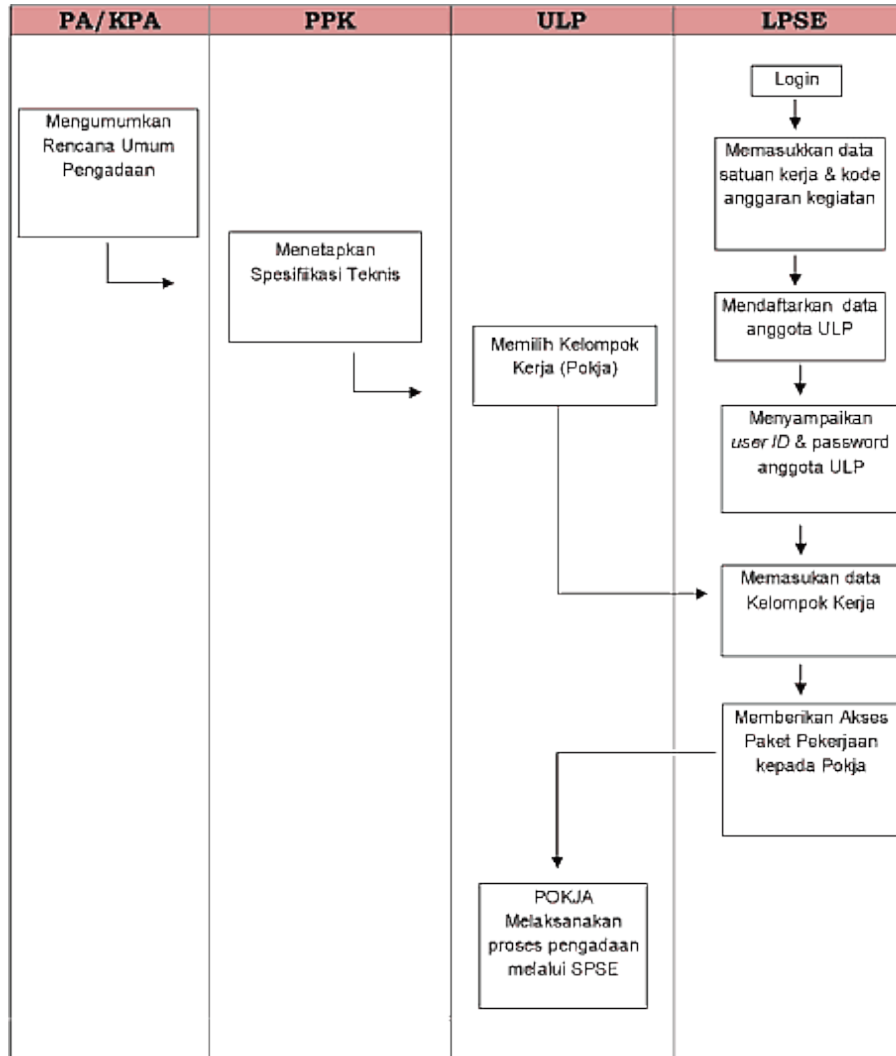 PA/KPA
PPK
ULP
LPSE
Login
Mengumumkan
Rencana Umum
Pengadaan
Memasukkan data
satuan kerja & kode
anggaran kegiatan
Menetapkan
Spesifiikasi Teknis
Mendaftarkan data
anggota ULP
Memilih Kelompok
Kerja (Pokja)
Menyampaikan
user ID & password
anggota ULP
Memasukan data
Kelompok Kerja
Memberikan Akses
Paket Pekerjaan
kepada Pokja
POKJA
Melaksanakan
proses pengadaan
melalui SPSE